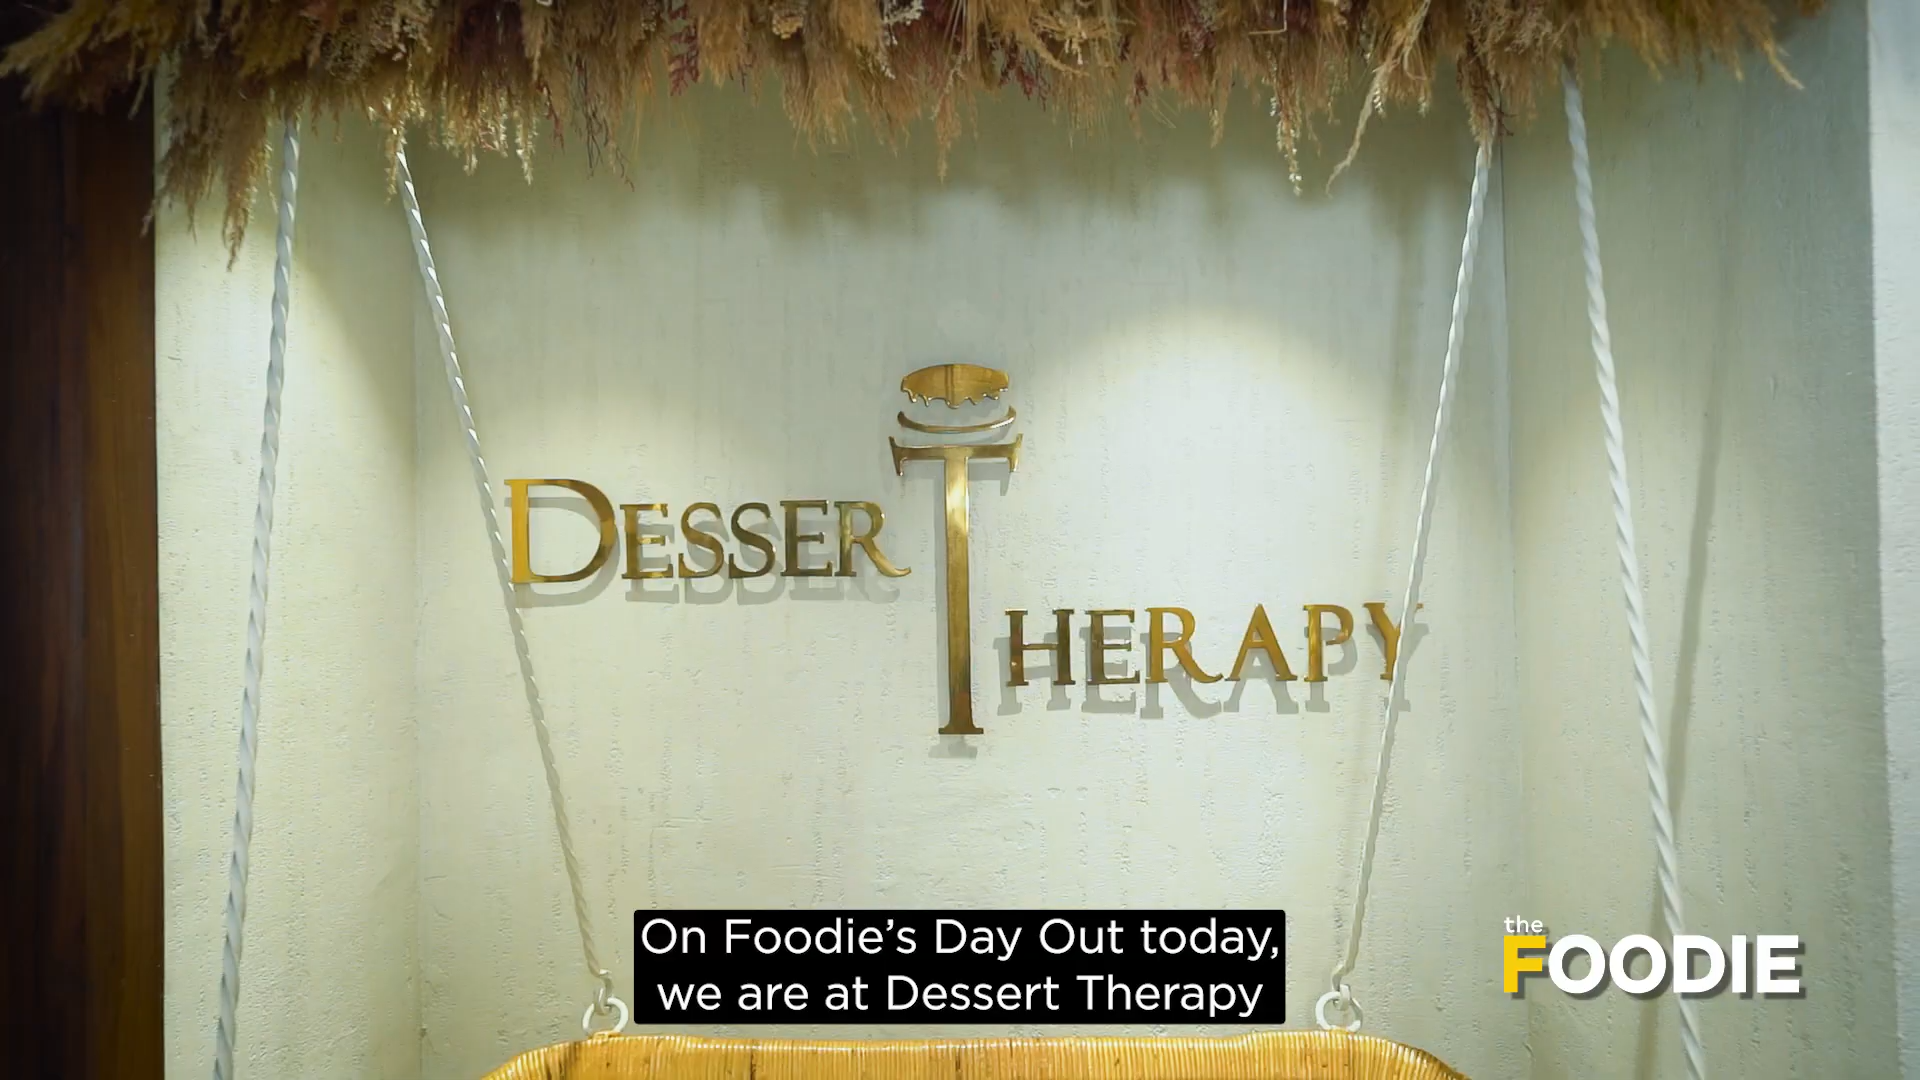 DESSERT
THERAPY
On Foodie’s Day Out today,
we are at Dessert Therapy
the
FOODIE